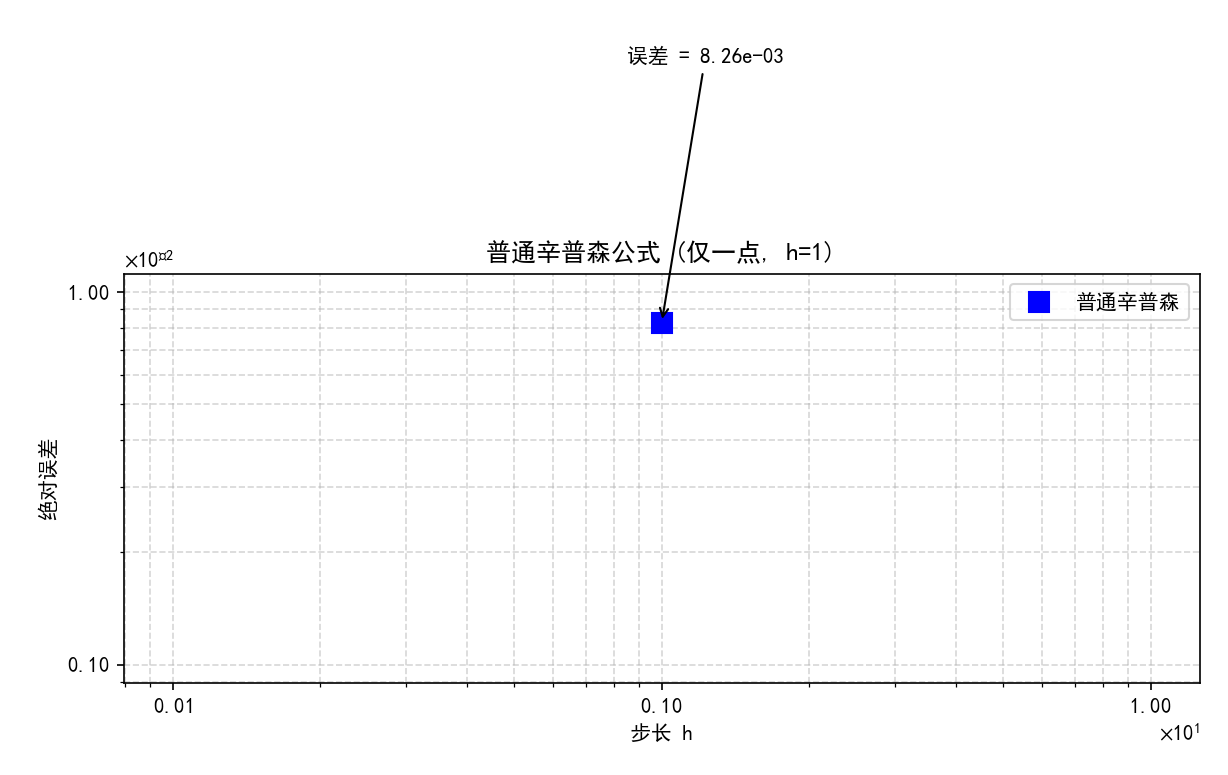 误差 = 8.26e-03
普通辛普森公式 (仅一点, h=1)
×10¤²
1.00
0.10
绝对误差
普通辛普森
0.01 0.10 1.00
步长 h
×10¹